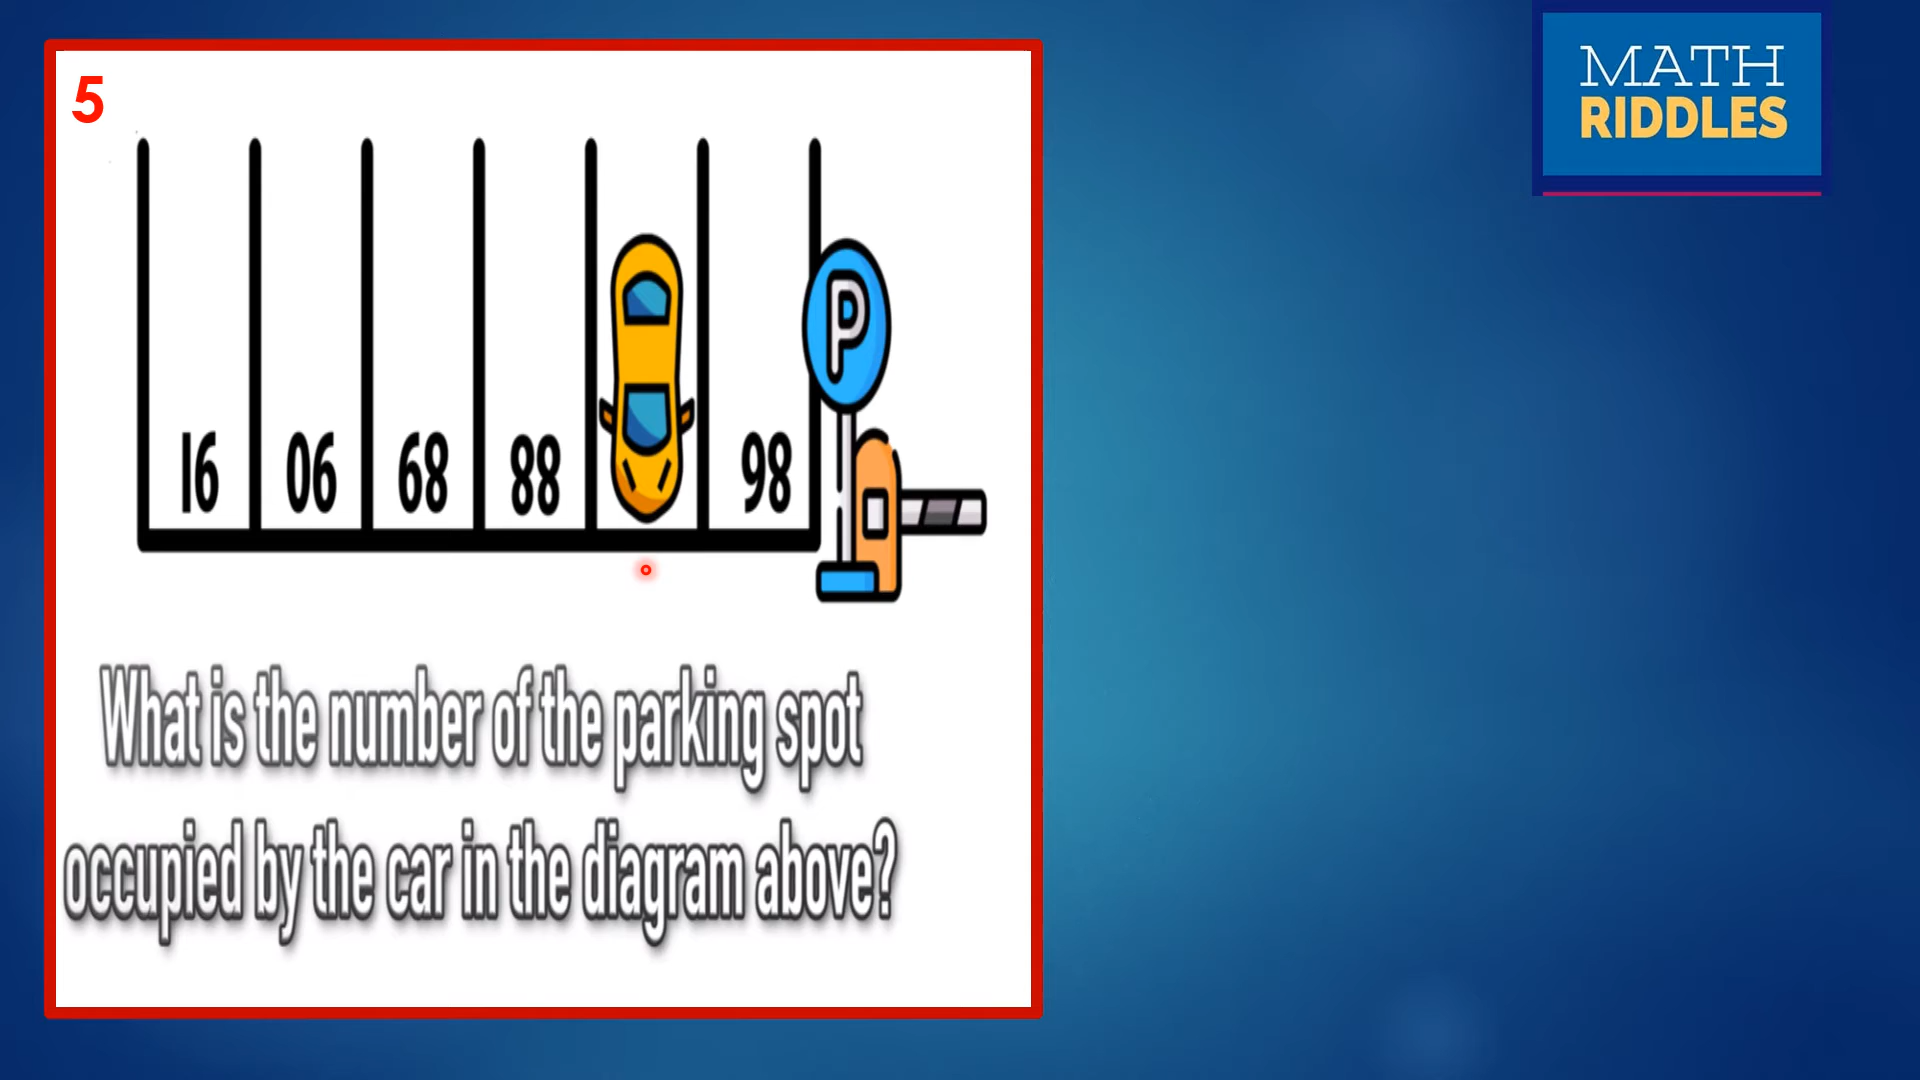 MATH
RIDDLES
5
P
16 06 68 88 98
What is the number of the parking spot
occupied by the car in the diagram above?